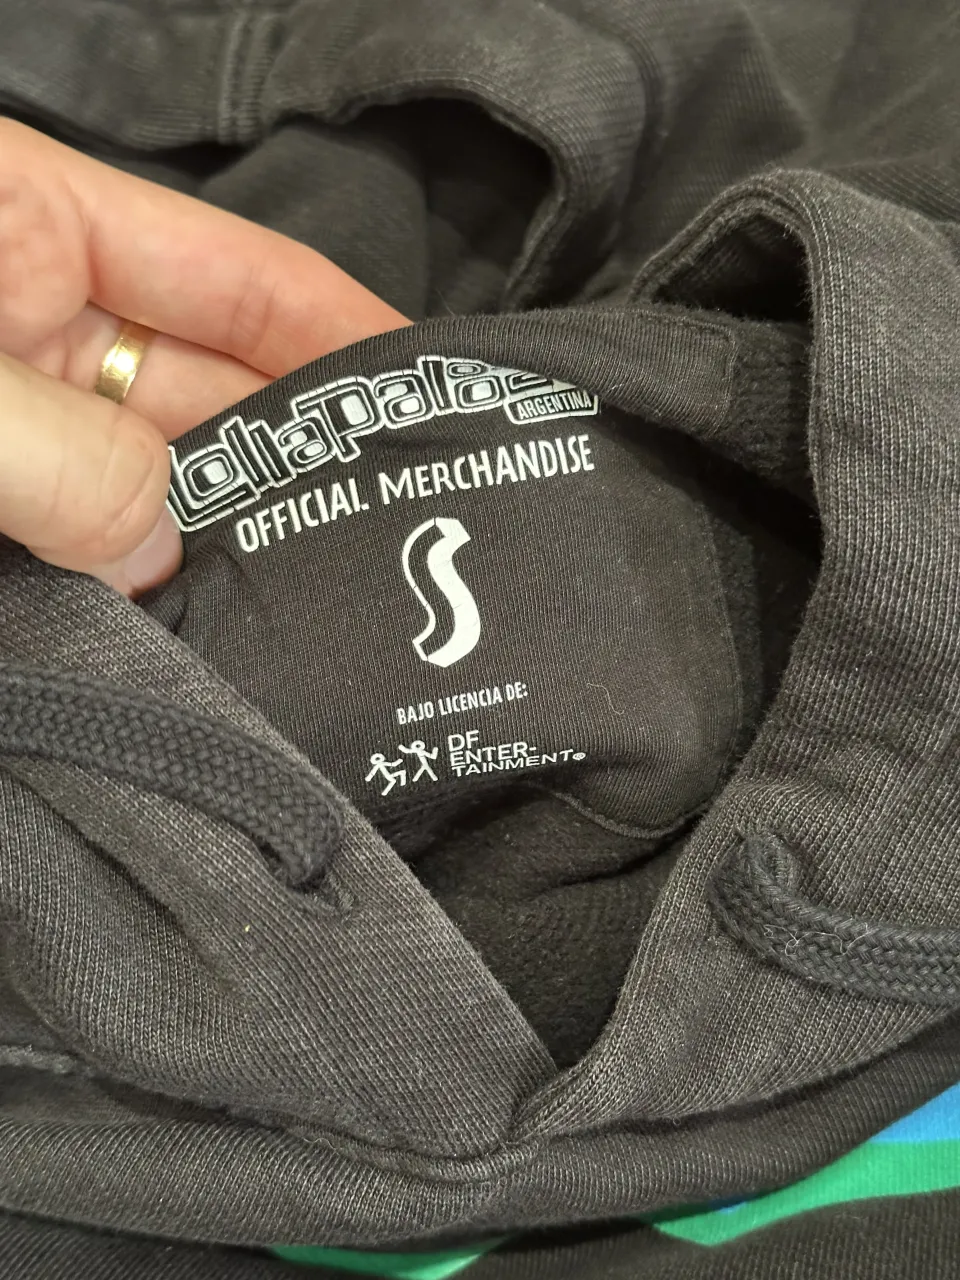 Lollapalooza
ARGENTINA
OFFICIAL MERCHANDISE
S
BAJO LICENCIA DE:
DF
ENTER-
TAINMENT®